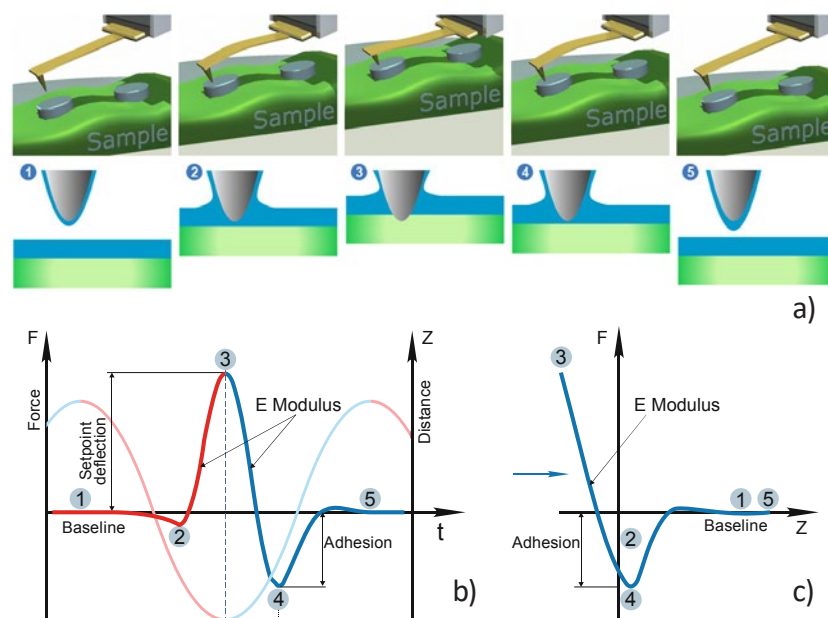 Sample
Sample
Sample
Sample
Sample
1
2
3
4
5
a)
F
Z
3
Force
Setpoint
deflection
E Modulus
Distance
1
Baseline
2
5
t
Adhesion
4
b)
F
3
E Modulus
1
5
Baseline
Z
2
Adhesion
4
c)